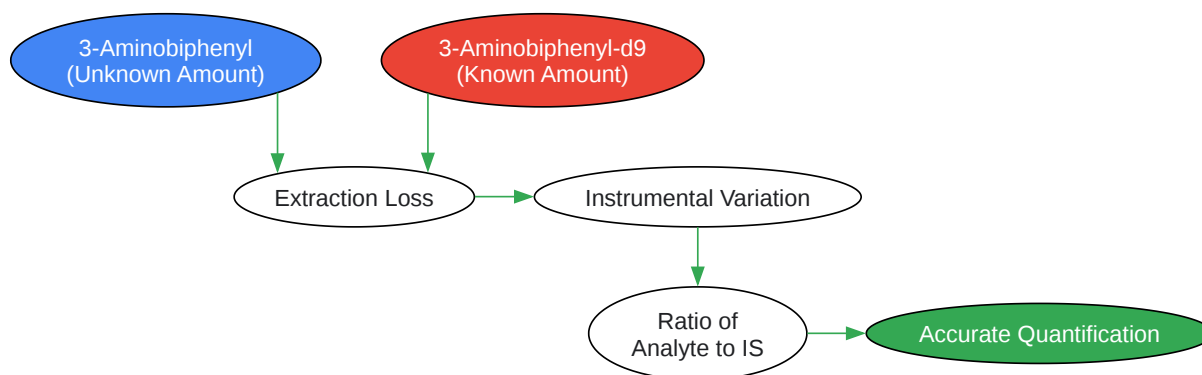 3-Aminobiphenyl
(Unknown Amount)
3-Aminobiphenyl-d9
(Known Amount)
Extraction Loss
Instrumental Variation
Ratio of
Analyte to IS
Accurate Quantification